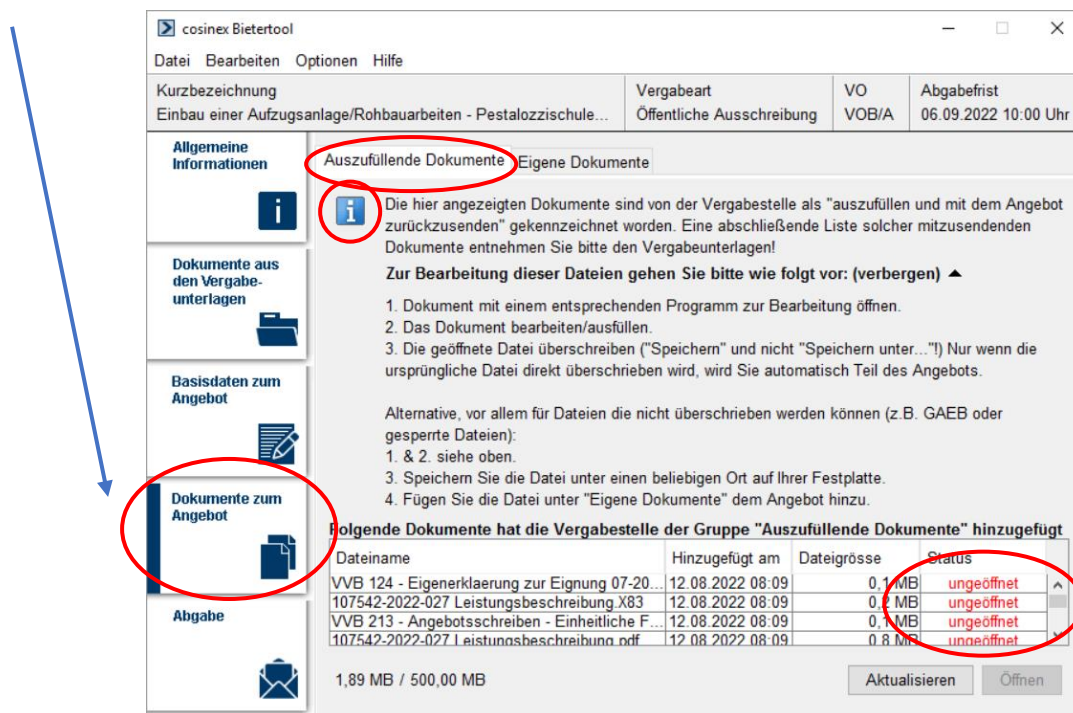 cosinex Bietertool
Datei Bearbeiten Optionen Hilfe
Kurzbezeichnung Vergabeart VO Abgabefrist
Einbau einer Aufzugsanlage/Rohbauarbeiten - Pestalozzischule... Öffentliche Ausschreibung VOB/A 06.09.2022 10:00 Uhr
Allgemeine
Informationen
Dokumente aus
den Vergabe-
unterlagen
Basisdaten zum
Angebot
Dokumente zum
Angebot
Abgabe
Auszufüllende Dokumente Eigene Dokumente
Die hier angezeigten Dokumente sind von der Vergabestelle als "auszufüllen und mit dem Angebot
zurückzusenden" gekennzeichnet worden. Eine abschließende Liste solcher mitzusendenden
Dokumente entnehmen Sie bitte den Vergabeunterlagen!
Zur Bearbeitung dieser Dateien gehen Sie bitte wie folgt vor: (verbergen) ▲
1. Dokument mit einem entsprechenden Programm zur Bearbeitung öffnen.
2. Das Dokument bearbeiten/ausfüllen.
3. Die geöffnete Datei überschreiben ("Speichern" und nicht "Speichern unter..."!) Nur wenn die
ursprüngliche Datei direkt überschrieben wird, wird Sie automatisch Teil des Angebots.
Alternative, vor allem für Dateien die nicht überschrieben werden können (z.B. GAEB oder
gesperrte Dateien):
1. & 2. siehe oben.
3. Speichern Sie die Datei unter einen beliebigen Ort auf Ihrer Festplatte.
4. Fügen Sie die Datei unter "Eigene Dokumente" dem Angebot hinzu.
Folgende Dokumente hat die Vergabestelle der Gruppe "Auszufüllende Dokumente" hinzugefügt
Dateiname Hinzugefügt am Dateigrösse Status
VVB 124 - Eigenerklaerung zur Eignung 07-20... 12.08.2022 08:09 0,1 MB ungeöffnet
107542-2022-027 Leistungsbeschreibung.X83 12.08.2022 08:09 0,2 MB ungeöffnet
VVB 213 - Angebotsschreiben - Einheitliche F... 12.08.2022 08:09 0,1 MB ungeöffnet
107542-2022-027 Leistungsbeschreibung.pdf 12.08.2022 08:09 0,8 MB ungeöffnet
1,89 MB / 500,00 MB Aktualisieren Öffnen